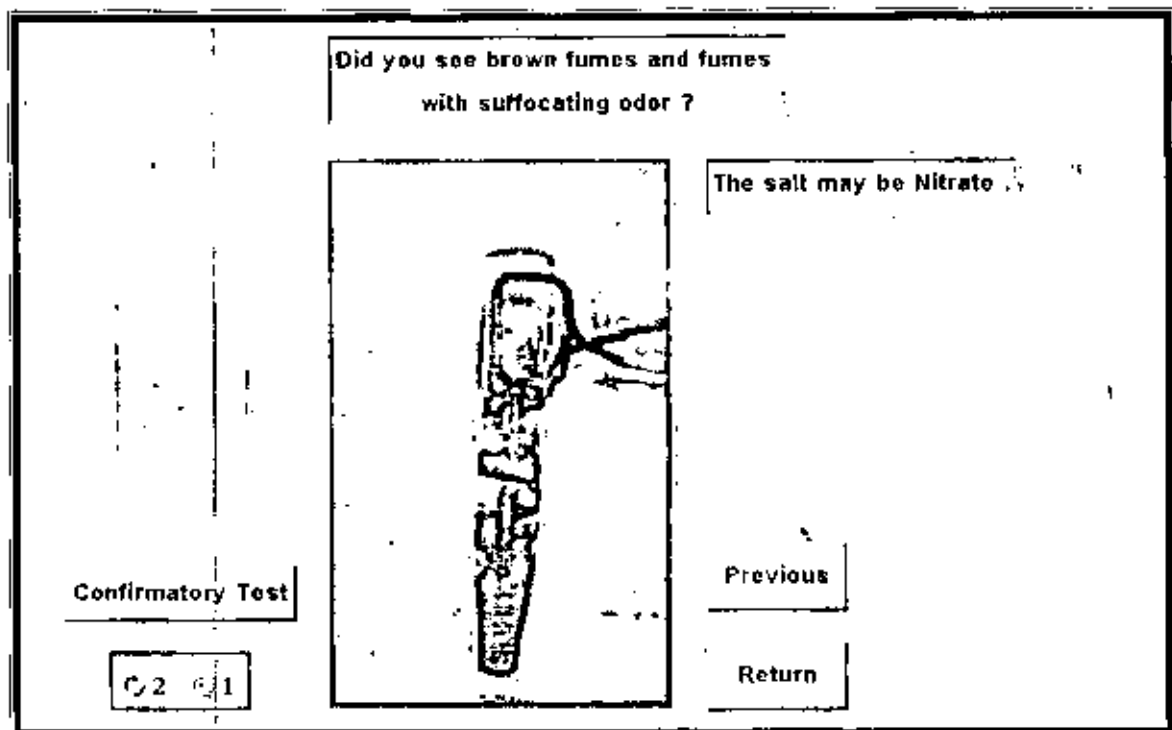 Did you see brown fumes and fumes
with suffocating odor ?
The salt may be Nitrate
Previous
Confirmatory Test
Return
2 1